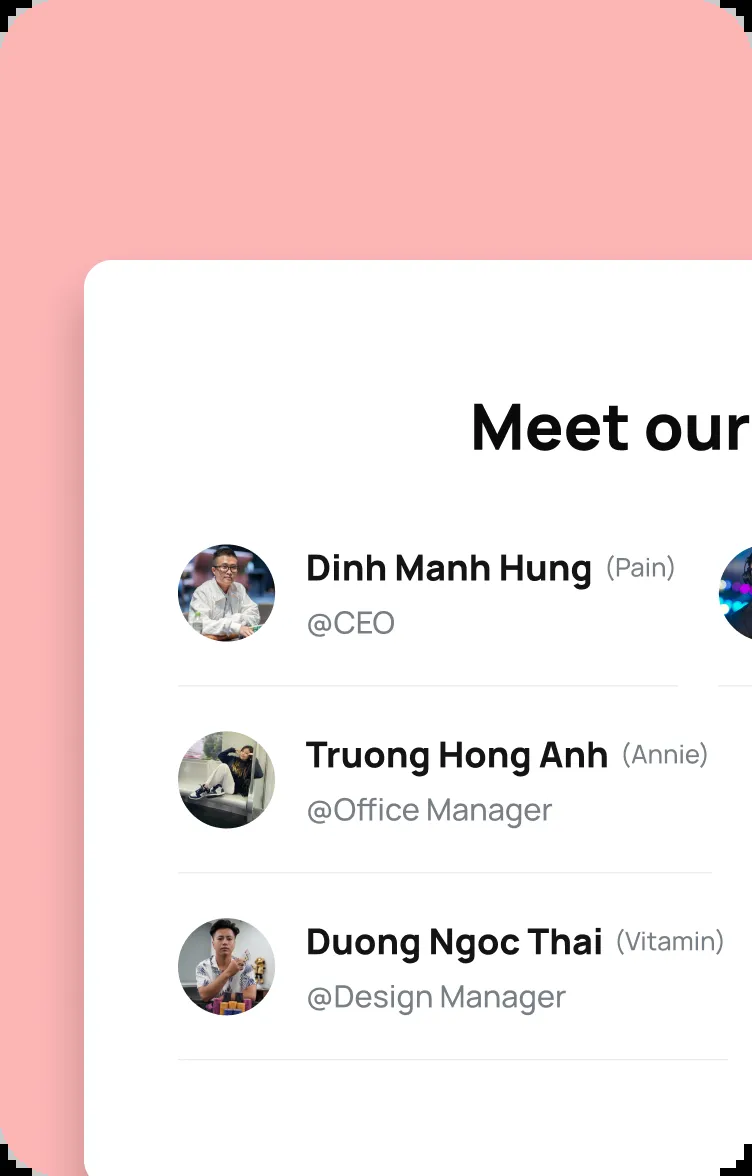 Meet our
Dinh Manh Hung (Pain)
@CEO
Truong Hong Anh (Annie)
@Office Manager
Duong Ngoc Thai (Vitamin)
@Design Manager